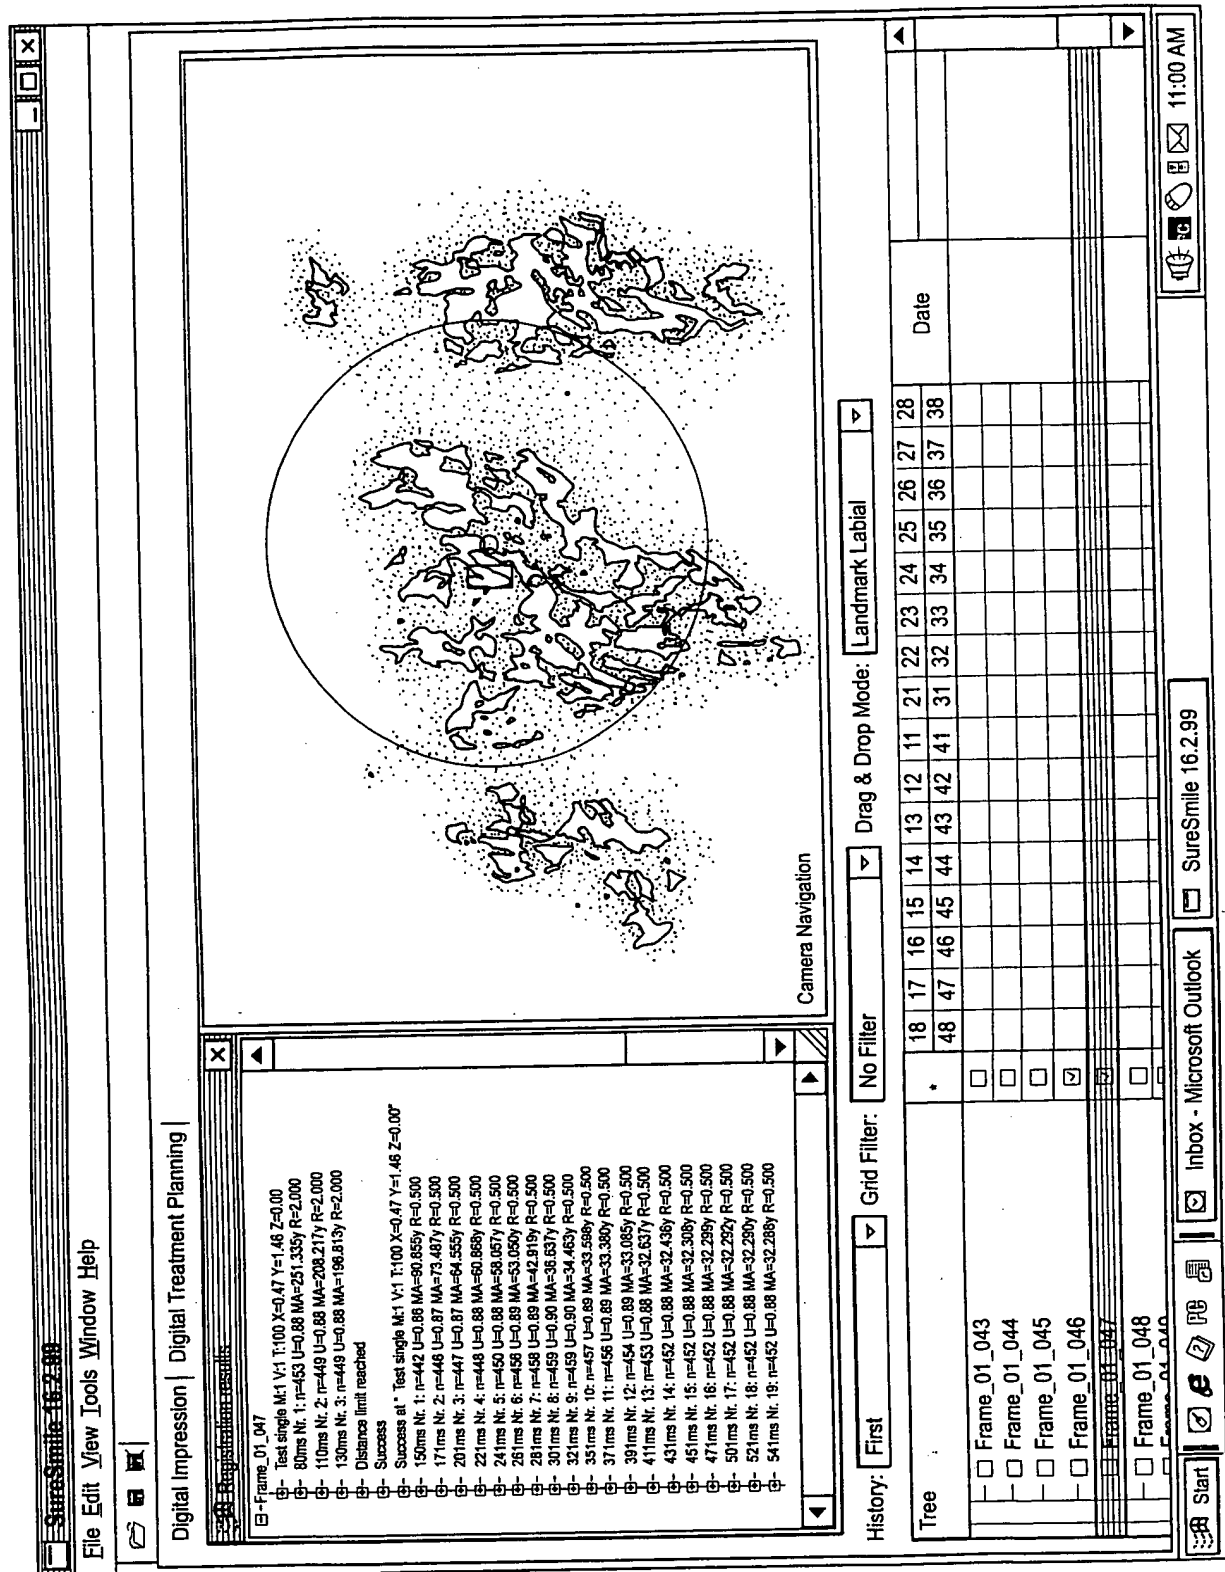 SureSmile 16.2.99
File Edit View Tools Window Help
Digital Impression | Digital Treatment Planning |
Registration results
Frame_01_047
Test single M:1 V:1 T:100 X=0.47 Y=1.46 Z=0.00
80ms Nr. 1: n=453 U=0.88 MA=251.335y R=2.000
110ms Nr. 2: n=449 U=0.88 MA=208.217y R=2.000
130ms Nr. 3: n=449 U=0.88 MA=196.813y R=2.000
Distance limit reached
Success
Success at " Test single M:1 V:1 T:100 X=0.47 Y=1.46 Z=0.00"
150ms Nr. 1: n=442 U=0.86 MA=90.855y R=0.500
171ms Nr. 2: n=446 U=0.87 MA=73.487y R=0.500
201ms Nr. 3: n=447 U=0.87 MA=64.555y R=0.500
221ms Nr. 4: n=448 U=0.88 MA=60.868y R=0.500
241ms Nr. 5: n=450 U=0.88 MA=58.057y R=0.500
261ms Nr. 6: n=456 U=0.89 MA=53.050y R=0.500
281ms Nr. 7: n=458 U=0.89 MA=42.919y R=0.500
301ms Nr. 8: n=459 U=0.90 MA=36.637y R=0.500
321ms Nr. 9: n=459 U=0.90 MA=34.463y R=0.500
351ms Nr. 10: n=457 U=0.89 MA=33.598y R=0.500
371ms Nr. 11: n=456 U=0.89 MA=33.380y R=0.500
391ms Nr. 12: n=454 U=0.89 MA=33.085y R=0.500
411ms Nr. 13: n=453 U=0.88 MA=32.637y R=0.500
431ms Nr. 14: n=452 U=0.88 MA=32.436y R=0.500
451ms Nr. 15: n=452 U=0.88 MA=32.308y R=0.500
471ms Nr. 16: n=452 U=0.88 MA=32.299y R=0.500
501ms Nr. 17: n=452 U=0.88 MA=32.292y R=0.500
521ms Nr. 18: n=452 U=0.88 MA=32.290y R=0.500
541ms Nr. 19: n=452 U=0.88 MA=32.288y R=0.500
Camera Navigation
History: First Grid Filter: No Filter Drag & Drop Mode: Landmark Labial
Tree * 18 17 16 15 14 13 12 11 21 22 23 24 25 26 27 28 Date
48 47 46 45 44 43 42 41 31 32 33 34 35 36 37 38
Frame_01_043
Frame_01_044
Frame_01_045
Frame_01_046
Frame_01_047
Frame_01_048
Frame_01_049
Start Inbox - Microsoft Outlook SureSmile 16.2.99 11:00 AM